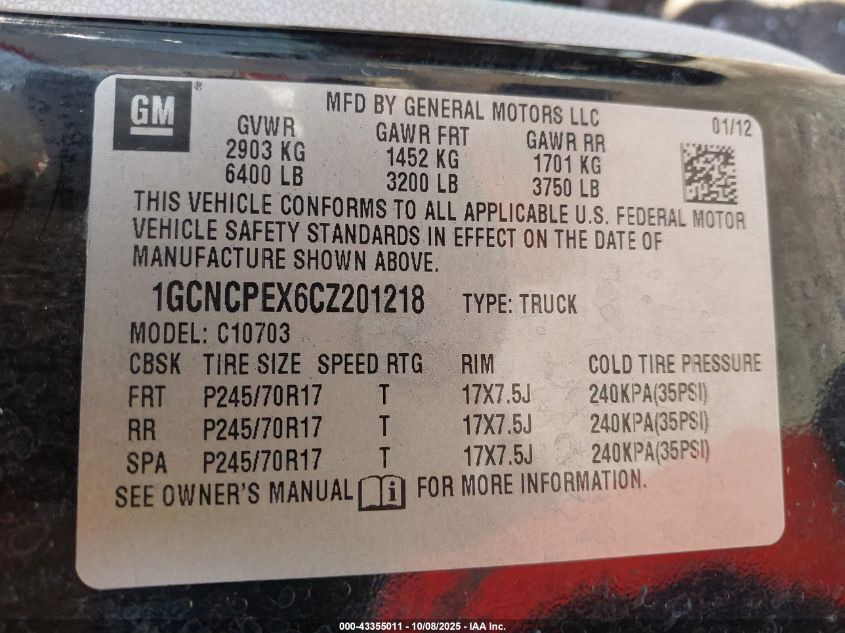 GM ®
MFD BY GENERAL MOTORS LLC
01/12
GVWR GAWR FRT GAWR RR
2903 KG 1452 KG 1701 KG
6400 LB 3200 LB 3750 LB
THIS VEHICLE CONFORMS TO ALL APPLICABLE U.S. FEDERAL MOTOR
VEHICLE SAFETY STANDARDS IN EFFECT ON THE DATE OF
MANUFACTURE SHOWN ABOVE.
1GCNCPEX6CZ201218 TYPE: TRUCK
MODEL: C10703
CBSK TIRE SIZE SPEED RTG RIM COLD TIRE PRESSURE
FRT P245/70R17 T 17X7.5J 240KPA(35PSI)
RR P245/70R17 T 17X7.5J 240KPA(35PSI)
SPA P245/70R17 T 17X7.5J 240KPA(35PSI)
SEE OWNER'S MANUAL i FOR MORE INFORMATION.
000-43355011 - 10/08/2025 - IAA Inc.